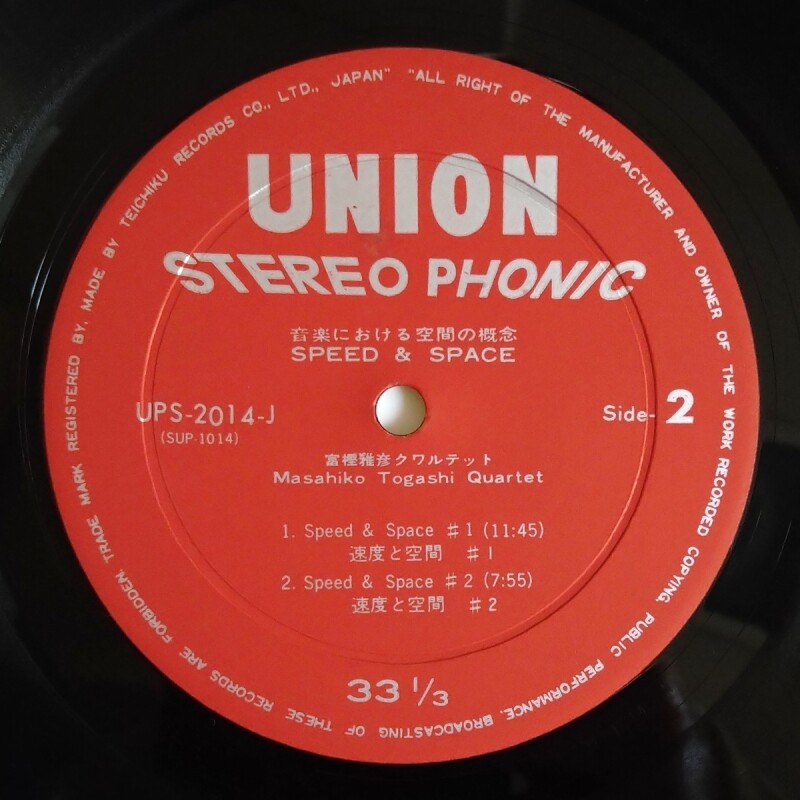 UNION
STEREO PHONIC
音楽における空間の概念
SPEED & SPACE
UPS-2014-J
(SUP-1014)
Side-2
富樫雅彦クワルテット
Masahiko Togashi Quartet
1. Speed & Space ♯1 (11:45)
速度と空間 ♯1
2. Speed & Space ♯2 (7:55)
速度と空間 ♯2
33 1/3
TRADE MARK REGISTERED BY. MADE BY TEICHIKU RECORDS CO., LTD., JAPAN" "ALL RIGHT OF THE MANUFACTURER AND OWNER OF THE WORK RECORDED COPYING, PUBLIC PERFORMANCE, BROADCASTING OF THESE RECORDS ARE FORBIDDEN.